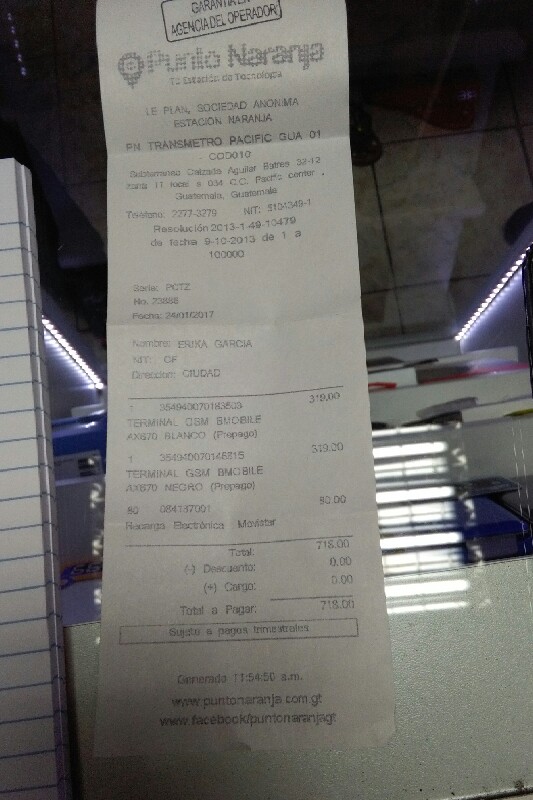 GARANTIA EN
AGENCIA DEL OPERADOR
Punto Naranja
Tu Estación de Tecnología
LE PLAN, SOCIEDAD ANONIMA
ESTACION NARANJA
PN TRANSMETRO PACIFIC GUA 01
- COD010
Subterraneo Calzada Aguilar Batres 32-12
zona 11 local s 034 C.C. Pacific center ,
Guatemala, Guatemala
Teléfono: 2277-3279 NIT: 5104349-1
Resolución 2013-1-49-10479
de fecha 9-10-2013 de 1 a
100000
Serie: PCTZ
No. 23888
Fecha: 24/01/2017
Nombre: ERIKA GARCIA
NIT: CF
Direccion: CIUDAD
1 354940070183503 319.00
TERMINAL GSM BMOBILE
AX670 BLANCO (Prepago)
1 319.00
TERMINAL GSM BMOBILE
AX670 NEGRO (Prepago)
80 084137001 80.00
Recarga Electrónica Movistar
Total: 718.00
(-) Descuento: 0.00
(+) Cargo: 0.00
Total a Pagar: 718.00
Sujeto a pagos trimestrales
Generado 11:54:50 a.m.
www.puntonaranja.com.gt
www.facebook/puntonaranjagt